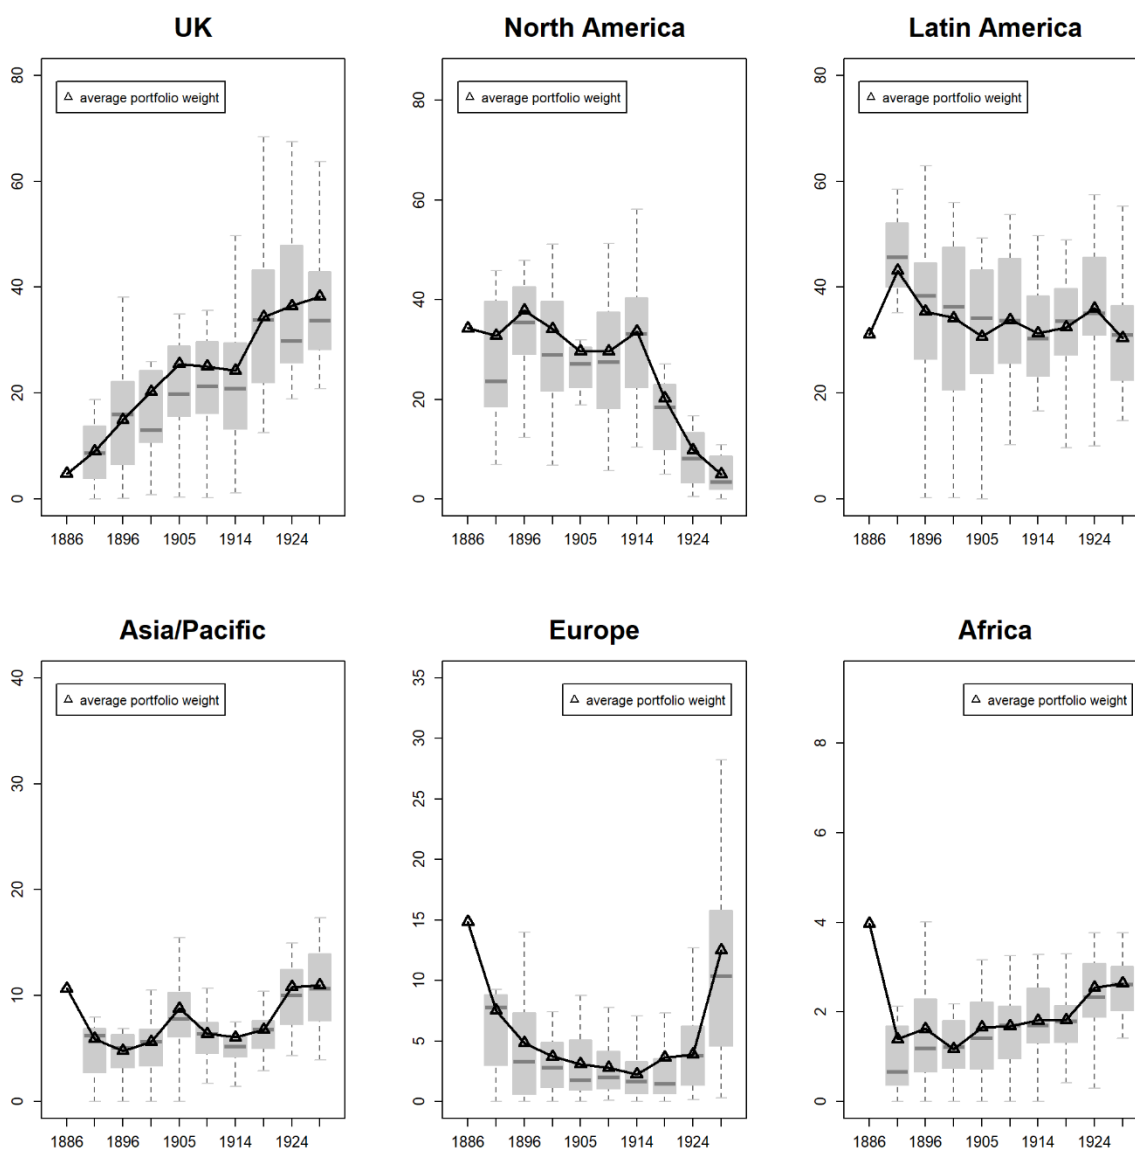 UK
North America
Latin America
average portfolio weight
average portfolio weight
average portfolio weight
80
60
40
20
0
80
60
40
20
0
80
60
40
20
0
1886 1896 1905 1914 1924
1886 1896 1905 1914 1924
1886 1896 1905 1914 1924
Asia/Pacific
Europe
Africa
average portfolio weight
average portfolio weight
average portfolio weight
40
30
20
10
0
35
30
25
20
15
10
5
0
8
6
4
2
0
1886 1896 1905 1914 1924
1886 1896 1905 1914 1924
1886 1896 1905 1914 1924